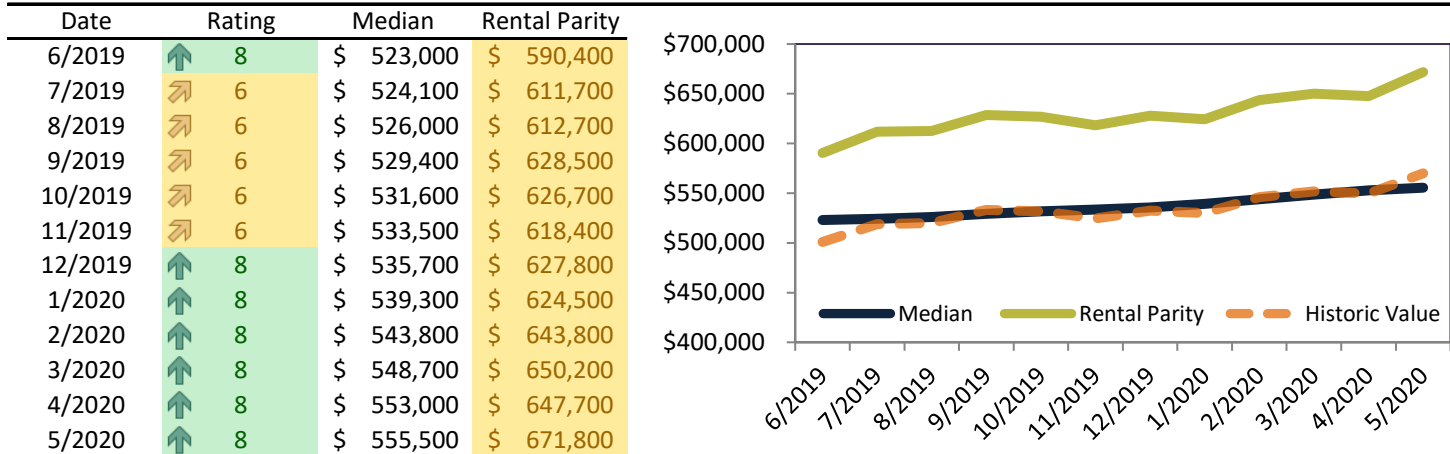 Date Rating Median Rental Parity
6/2019 8 $ 523,000 $ 590,400
7/2019 6 $ 524,100 $ 611,700
8/2019 6 $ 526,000 $ 612,700
9/2019 6 $ 529,400 $ 628,500
10/2019 6 $ 531,600 $ 626,700
11/2019 6 $ 533,500 $ 618,400
12/2019 8 $ 535,700 $ 627,800
1/2020 8 $ 539,300 $ 624,500
2/2020 8 $ 543,800 $ 643,800
3/2020 8 $ 548,700 $ 650,200
4/2020 8 $ 553,000 $ 647,700
5/2020 8 $ 555,500 $ 671,800
$700,000
$650,000
$600,000
$550,000
$500,000
$450,000
$400,000
Median Rental Parity Historic Value
6/2019 7/2019 8/2019 9/2019 10/2019 11/2019 12/2019 1/2020 2/2020 3/2020 4/2020 5/2020